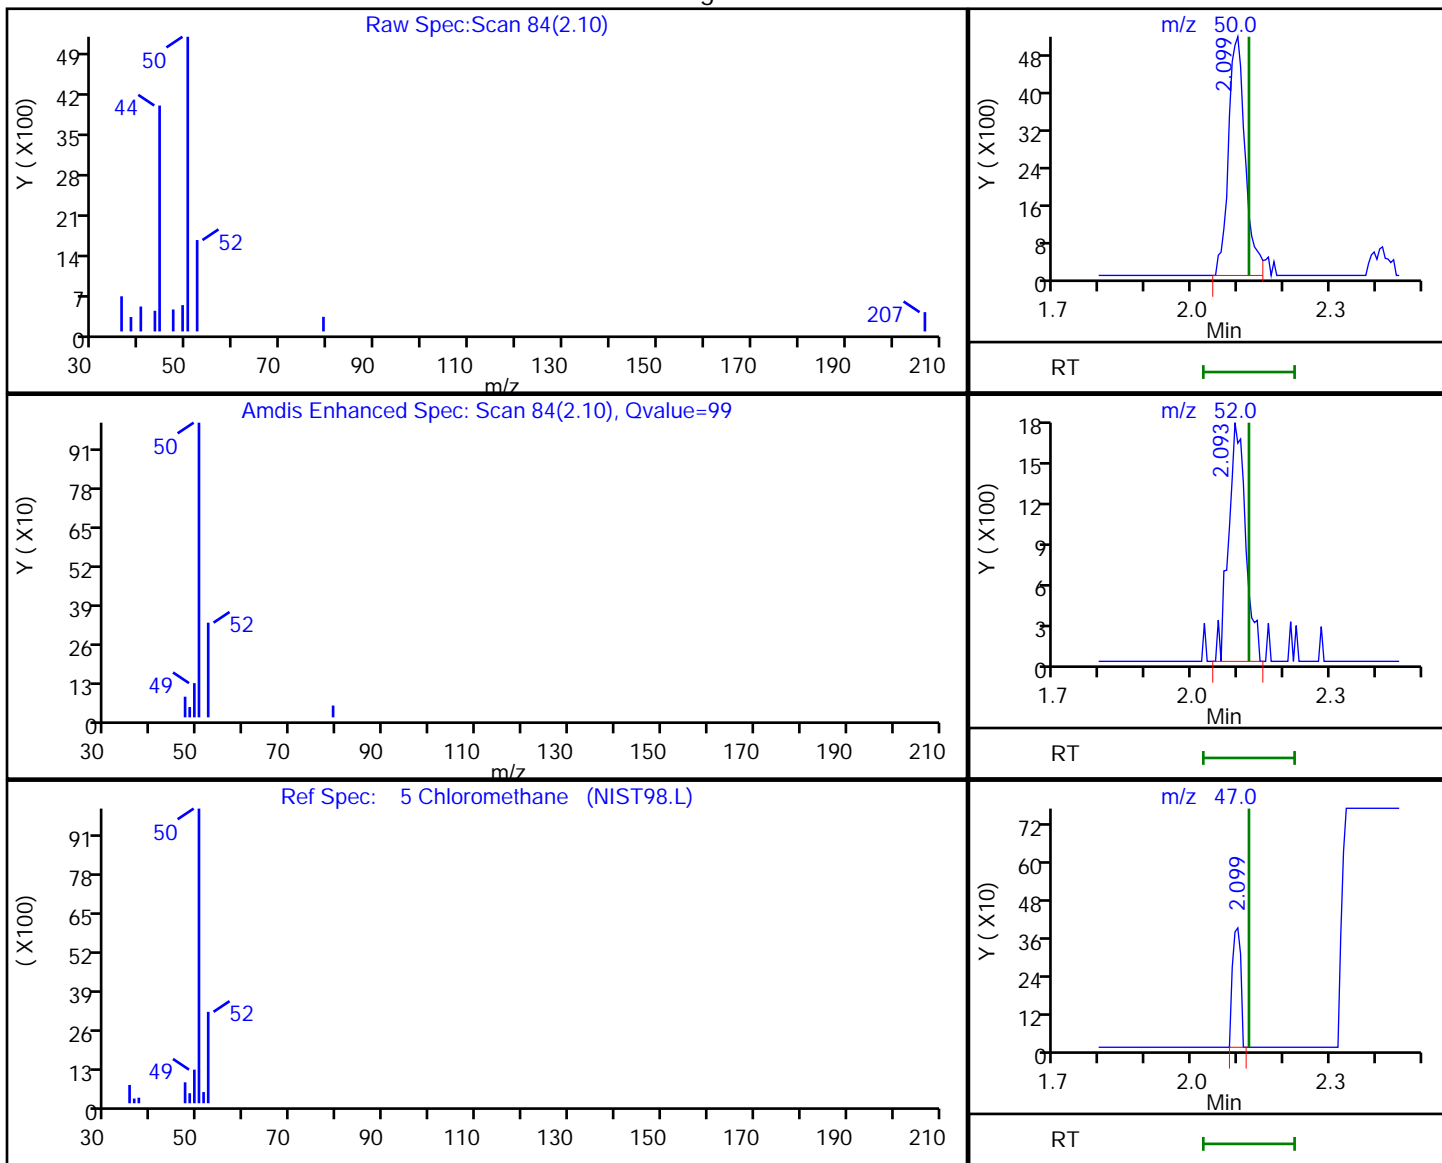 Raw Spec:Scan 84(2.10)
Y ( X100)
49
42
35
28
21
14
7
0
50
44
52
207
30 50 70 90 110 130 150 170 190 210
m/z
m/z 50.0
Y ( X100)
48
40
32
24
16
8
0
2.099
1.7 2.0 2.3
Min
RT
Amdis Enhanced Spec: Scan 84(2.10), Qvalue=99
Y ( X10)
91
78
65
52
39
26
13
0
50
52
49
30 50 70 90 110 130 150 170 190 210
m/z
m/z 52.0
Y ( X100)
18
15
12
9
6
3
0
2.093
1.7 2.0 2.3
Min
RT
Ref Spec: 5 Chloromethane (NIST98.L)
( X100)
91
78
65
52
39
26
13
0
50
52
49
30 50 70 90 110 130 150 170 190 210
m/z 47.0
Y ( X10)
72
60
48
36
24
12
0
2.099
1.7 2.0 2.3
Min
RT